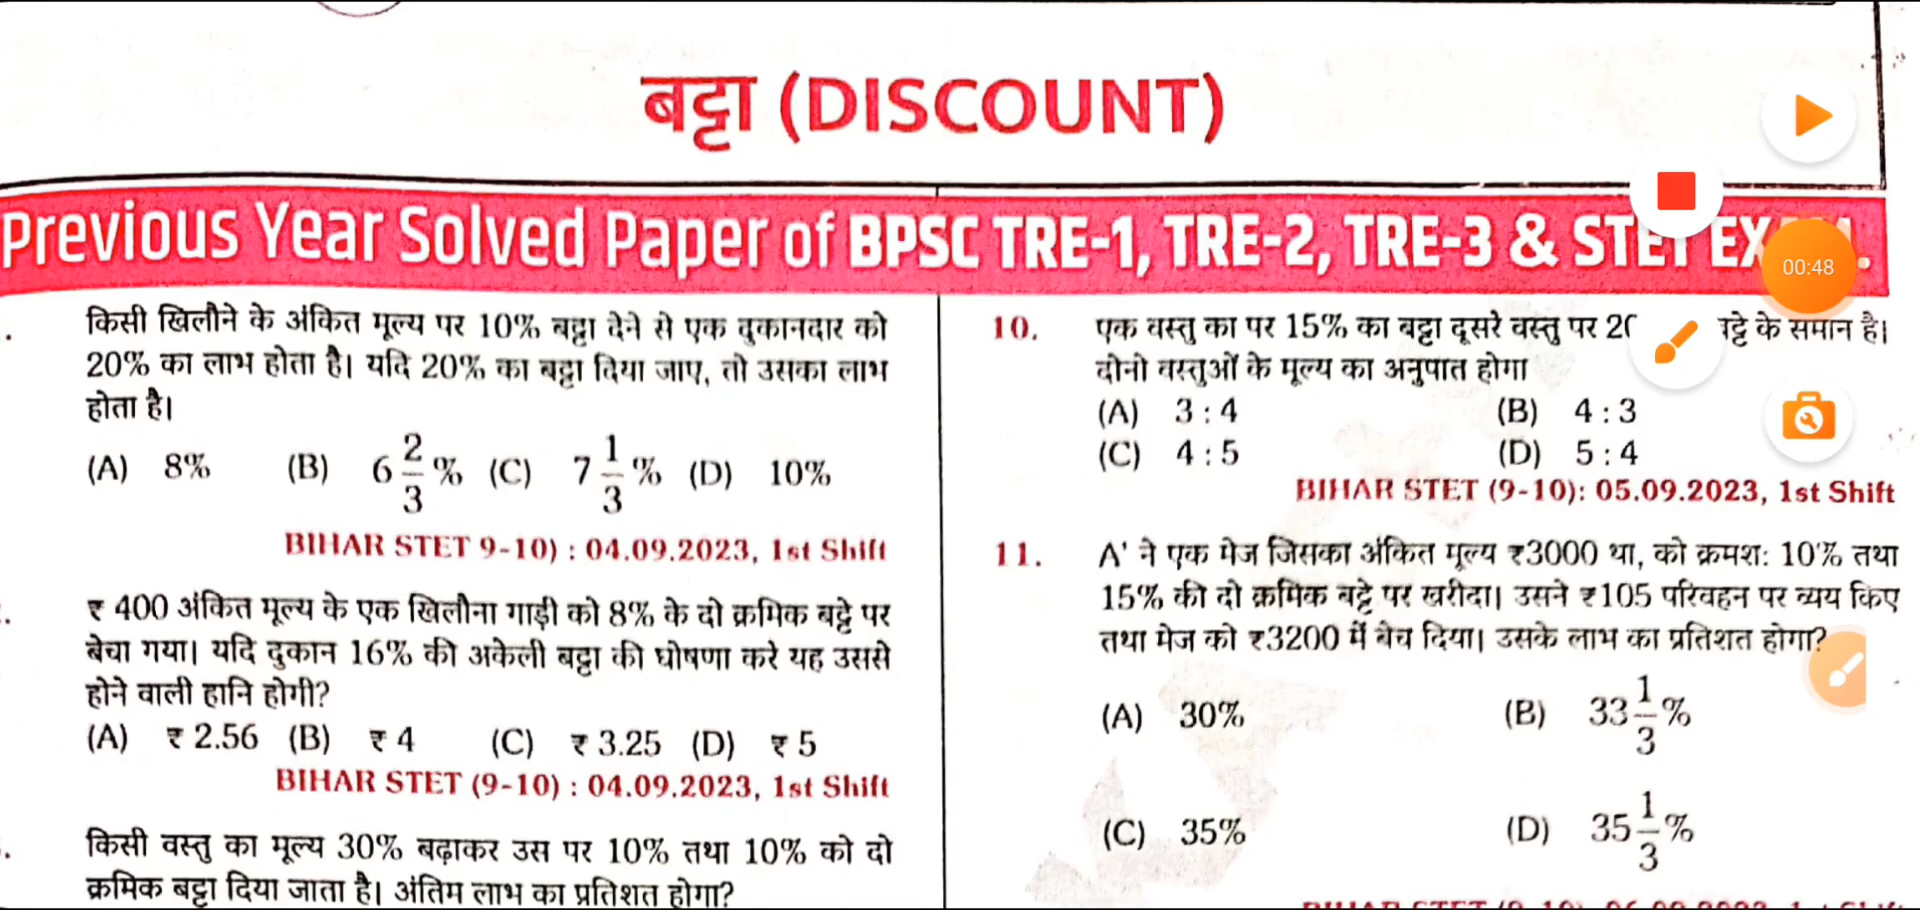 बट्टा (DISCOUNT)
Previous Year Solved Paper of BPSC TRE-1, TRE-2, TRE-3 & STET
00:48
किसी खिलौने के अंकित मूल्य पर 10% बट्टा देने से एक दुकानदार को
20% का लाभ होता है। यदि 20% का बट्टा दिया जाए, तो उसका लाभ
होता है।
(A) 8% (B) 6 2/3 % (C) 7 1/3 % (D) 10%
BIHAR STET 9-10) : 04.09.2023, 1st Shift
₹ 400 अंकित मूल्य के एक खिलौना गाड़ी को 8% के दो क्रमिक बट्टे पर
बेचा गया। यदि दुकान 16% की अकेली बट्टा की घोषणा करे यह उससे
होने वाली हानि होगी?
(A) ₹ 2.56 (B) ₹ 4 (C) ₹ 3.25 (D) ₹ 5
BIHAR STET (9-10) : 04.09.2023, 1st Shift
किसी वस्तु का मूल्य 30% बढ़ाकर उस पर 10% तथा 10% को दो
क्रमिक बट्टा दिया जाता है। अंतिम लाभ का प्रतिशत होगा?
10. एक वस्तु का पर 15% का बट्टा दूसरे वस्तु पर के समान है।
दोनो वस्तुओं के मूल्य का अनुपात होगा
(A) 3 : 4 (B) 4 : 3
(C) 4 : 5 (D) 5 : 4
BIHAR STET (9-10): 05.09.2023, 1st Shift
11. A' ने एक मेज जिसका अंकित मूल्य ₹3000 था, को क्रमश: 10% तथा
15% की दो क्रमिक बट्टे पर खरीदा। उसने ₹105 परिवहन पर व्यय किए
तथा मेज को ₹3200 में बेच दिया। उसके लाभ का प्रतिशत होगा?
(A) 30% (B) 33 1/3 %
(C) 35% (D) 35 1/3 %